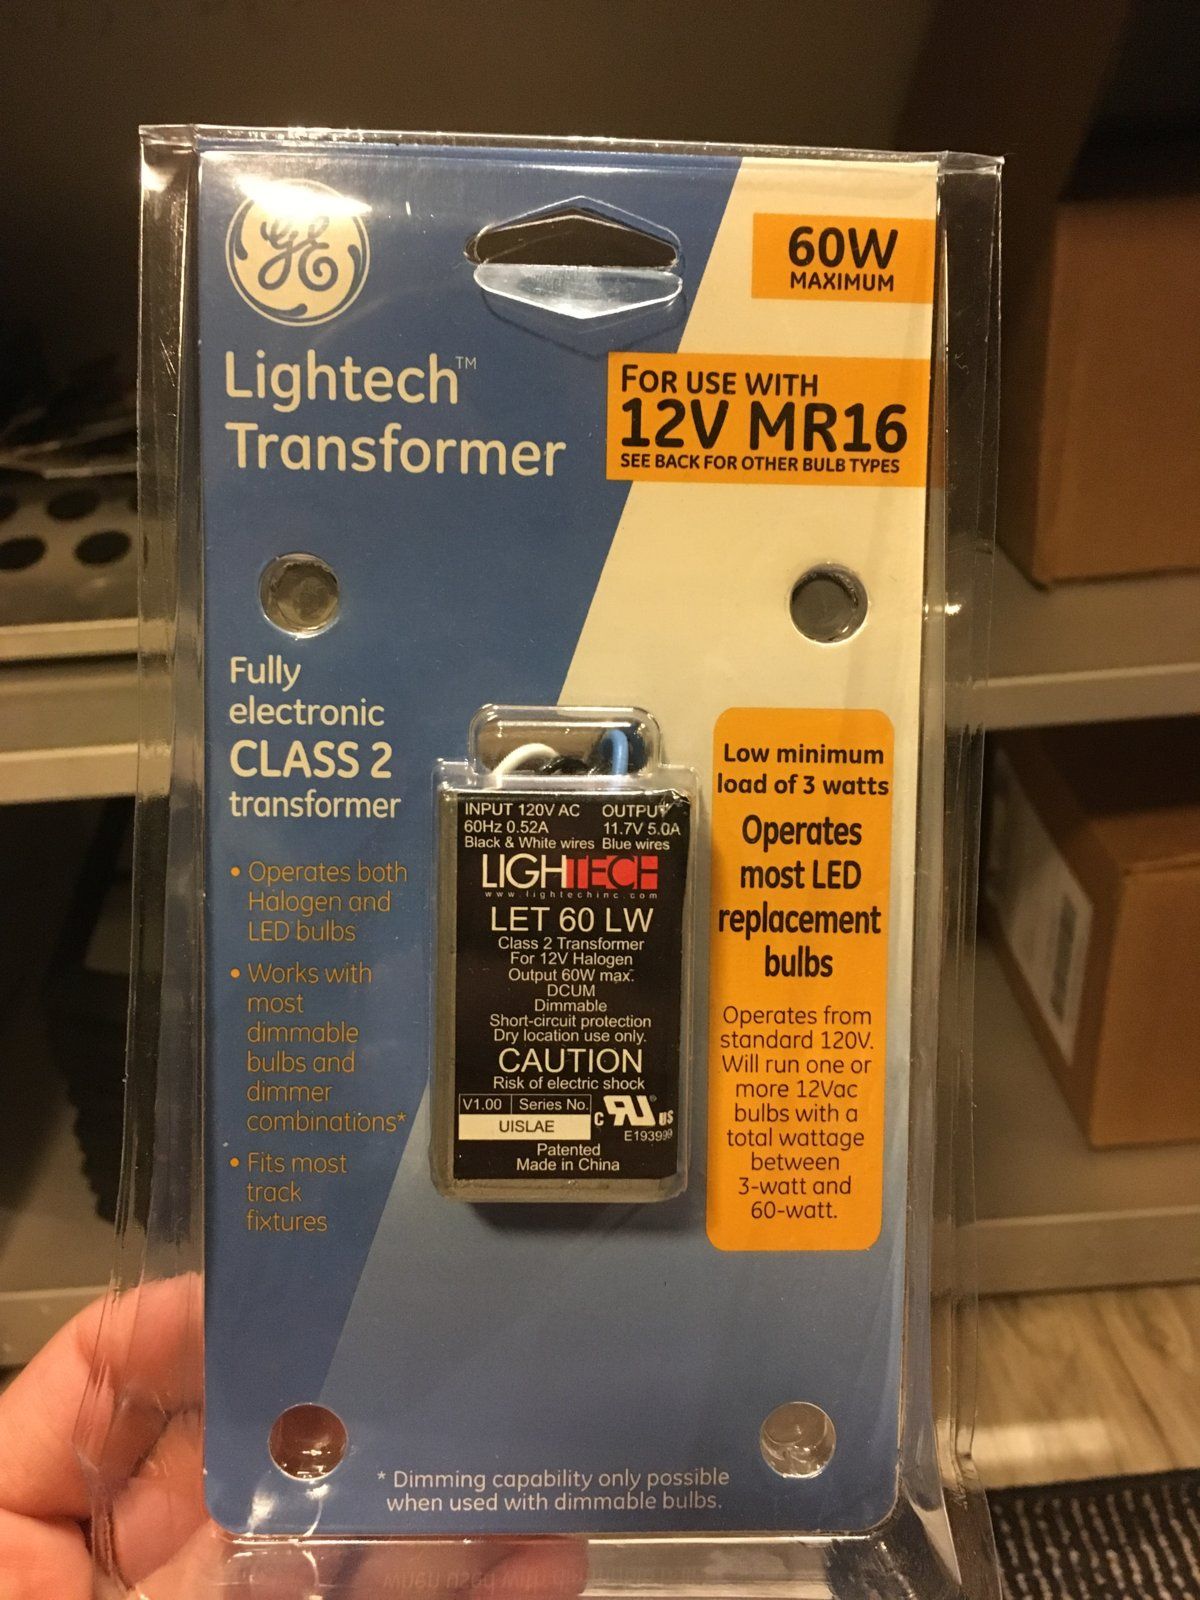 GE
60W
MAXIMUM
Lightech™
Transformer
FOR USE WITH
12V MR16
SEE BACK FOR OTHER BULB TYPES
Fully
electronic
CLASS 2
transformer
• Operates both
Halogen and
LED bulbs
• Works with
most
dimmable
bulbs and
dimmer
combinations*
• Fits most
track
fixtures
INPUT 120V AC OUTPUT
60Hz 0.52A 11.7V 5.0A
Black & White wires Blue wires
LIGHTECH
www.lightechinc.com
LET 60 LW
Class 2 Transformer
For 12V Halogen
Output 60W max.
DCUM
Dimmable
Short-circuit protection
Dry location use only.
CAUTION
Risk of electric shock
V1.00 Series No.
UISLAE
c RU® US
E193999
Patented
Made in China
Low minimum
load of 3 watts
Operates
most LED
replacement
bulbs
Operates from
standard 120V.
Will run one or
more 12Vac
bulbs with a
total wattage
between
3-watt and
60-watt.
* Dimming capability only possible
when used with dimmable bulbs.